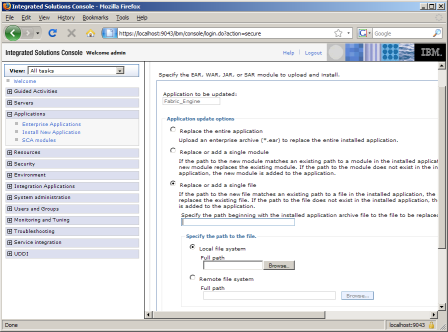 Integrated Solutions Console - Mozilla Firefox
File Edit View History Bookmarks Tools Help
https://localhost:9043/ibm/console/login.do?action=secure
Google
Integrated Solutions Console Welcome admin
Help | Logout
IBM.
View: All tasks
Welcome
Guided Activities
Servers
Applications
Enterprise Applications
Install New Application
SCA modules
Resources
Security
Environment
Integration Applications
System administration
Users and Groups
Monitoring and Tuning
Troubleshooting
Service integration
UDDI
Specify the EAR, WAR, JAR, or SAR module to upload and install.
Application to be updated:
Fabric_Engine
Application update options
Replace the entire application
Upload an enterprise archive (*.ear) to replace the entire installed application.
Replace or add a single module
If the path to the new module matches an existing path to a module in the installed applicat
new module replaces the existing module. If the path to the module does not exist in the in
application, the new module is added to the application.
Replace or add a single file
If the path to the new file matches an existing path to a file in the installed application, the
replaces the existing file. If the path to the file does not exist in the installed application, th
is added to the application.
Specify the path beginning with the installed application archive file to the file to be replaced
Specify the path to the file.
Local file system
Full path
Browse...
Remote file system
Full path
Browse...
Done
localhost:9043